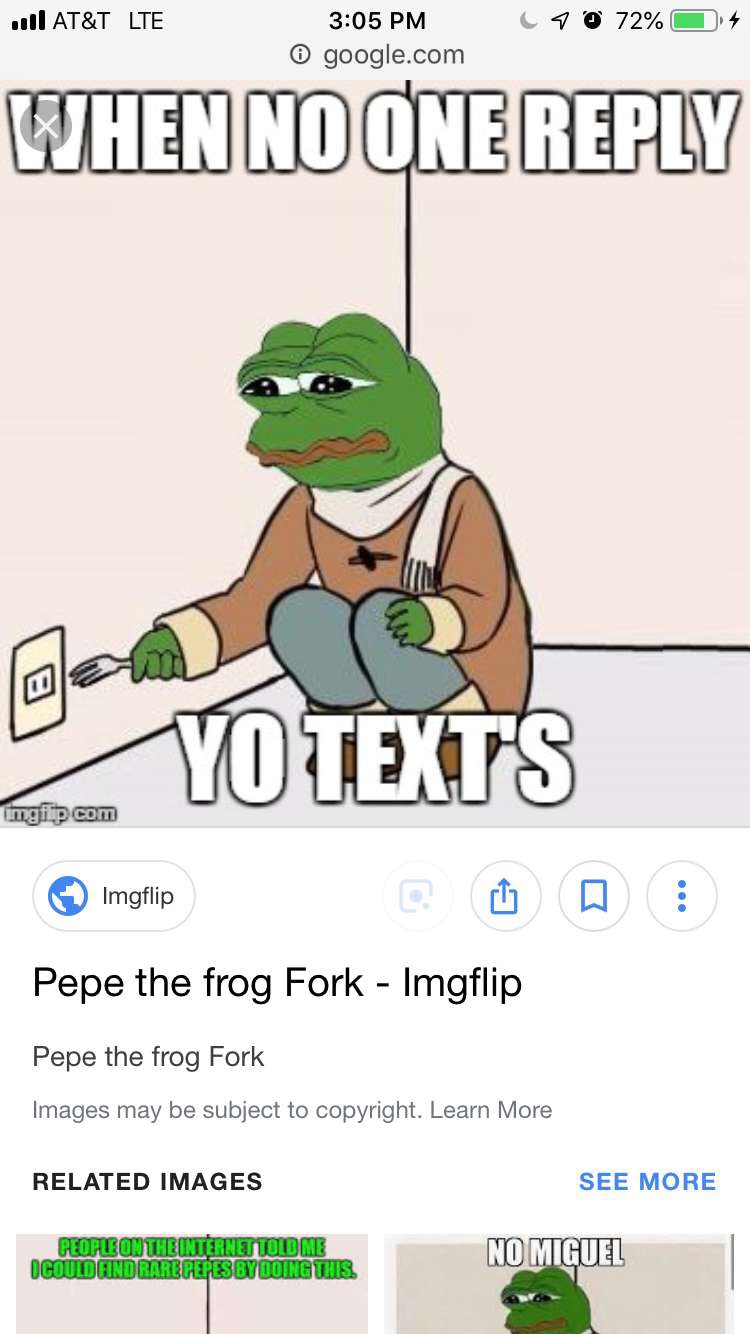 AT&T LTE 3:05 PM 72%
google.com
WHEN NO ONE REPLY
YO TEXT'S
imgflip.com
Imgflip
Pepe the frog Fork - Imgflip
Pepe the frog Fork
Images may be subject to copyright. Learn More
RELATED IMAGES SEE MORE
PEOPLE ON THE INTERNET TOLD ME
I COULD FIND RARE PEPES BY DOING THIS.
NO MIGUEL